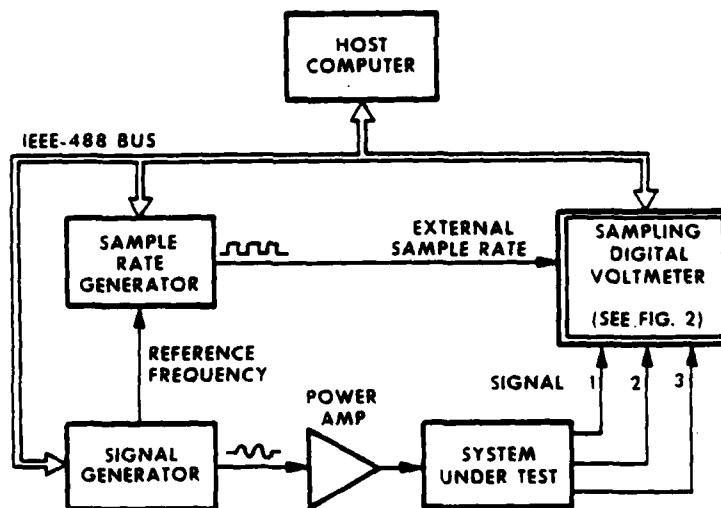 HOST
COMPUTER
IEEE-488 BUS
SAMPLE
RATE
GENERATOR
EXTERNAL
SAMPLE RATE
SAMPLING
DIGITAL
VOLTMETER
(SEE FIG. 2)
REFERENCE
FREQUENCY
SIGNAL 1 2 3
POWER
AMP
SIGNAL
GENERATOR
SYSTEM
UNDER TEST